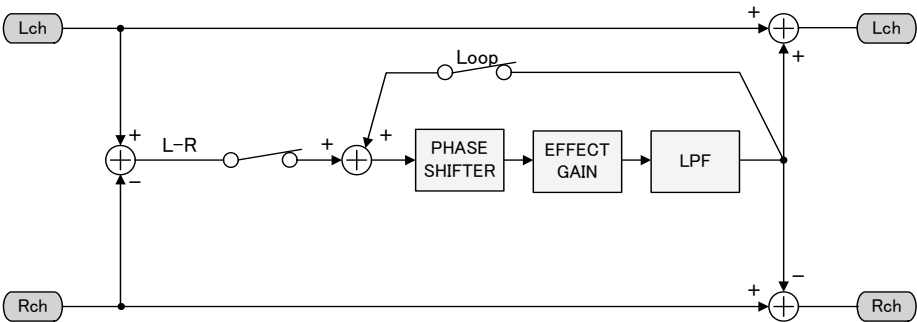 Lch
+
Lch
+
Loop
+
L−R
+
+
−
PHASE
SHIFTER
EFFECT
GAIN
LPF
−
Rch
+
Rch